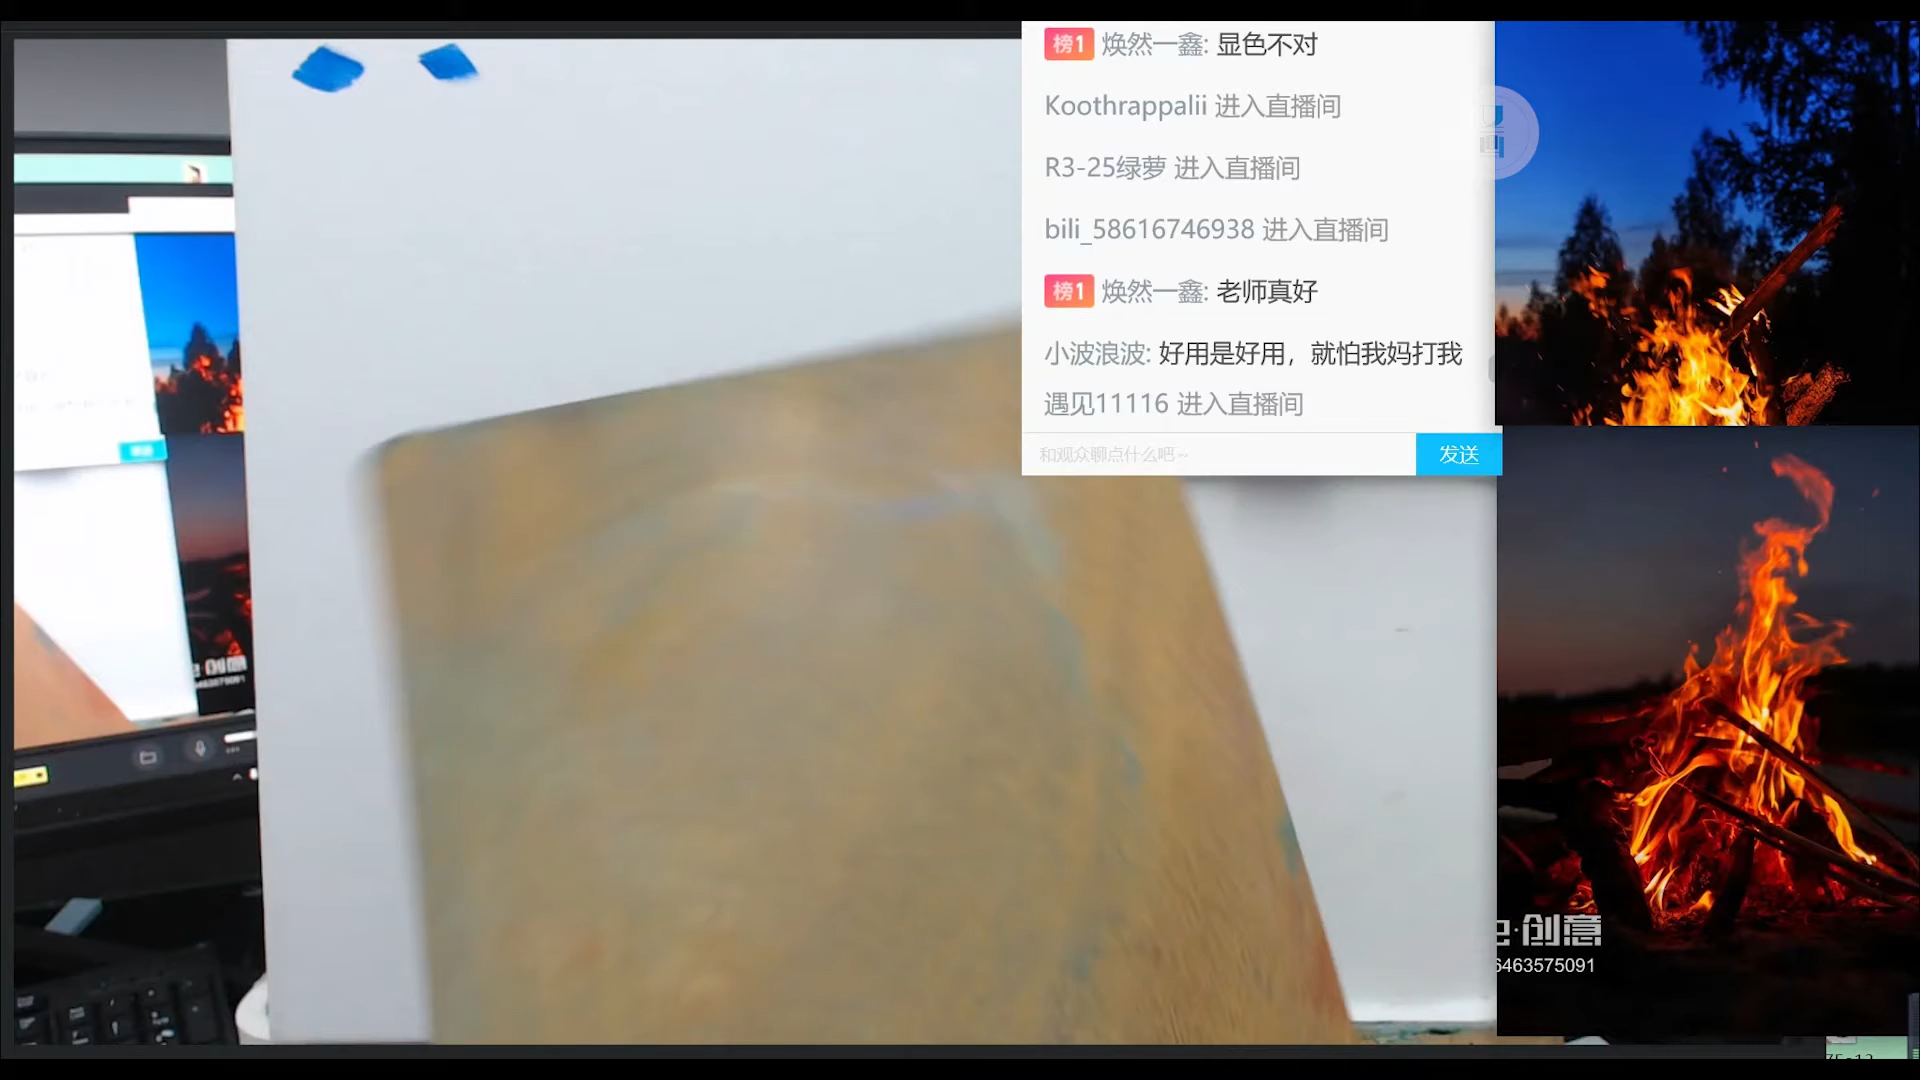 榜1 焕然一鑫: 显色不对
Koothrappalii 进入直播间
R3-25绿萝 进入直播间
bili_58616746938 进入直播间
榜1 焕然一鑫: 老师真好
小波浪波: 好用是好用，就怕我妈打我
遇见11116 进入直播间
和观众聊点什么吧~
发送
·创意
6463575091